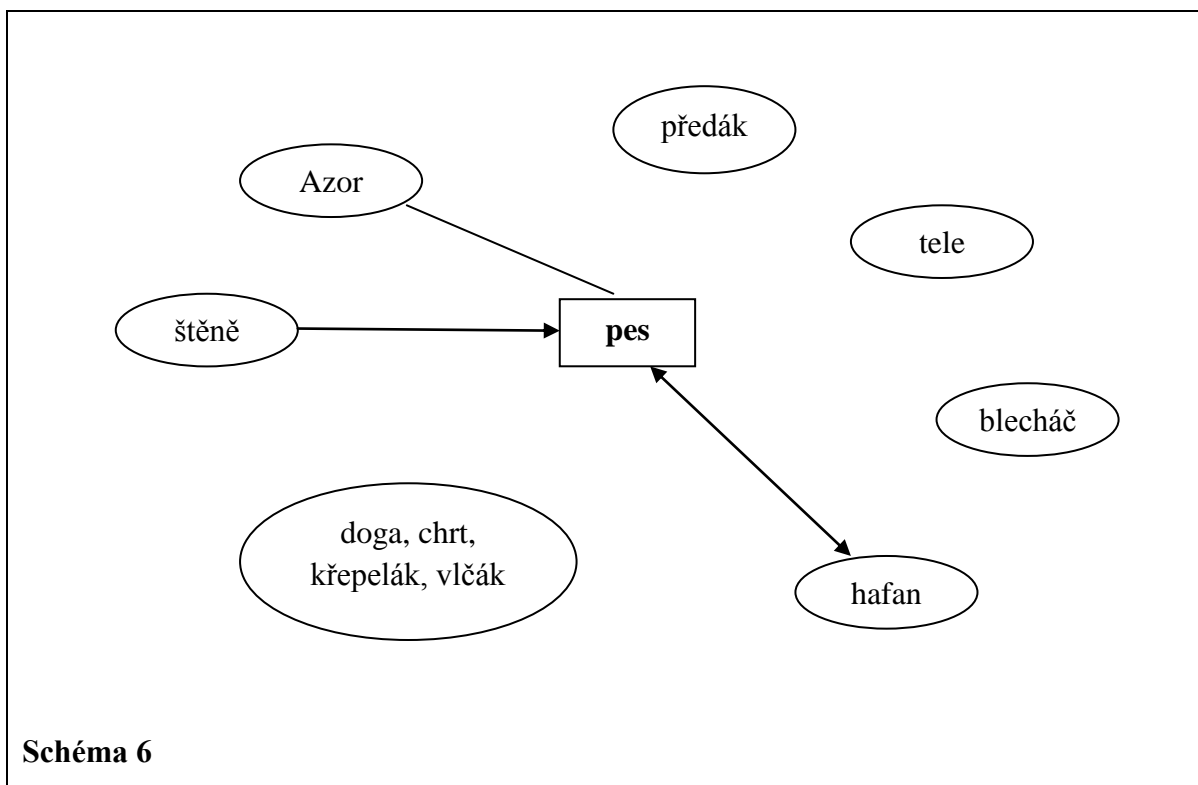 předák
Azor
tele
štěně
pes
blecháč
doga, chrt,
křepelák, vlčák
hafan
Schéma 6